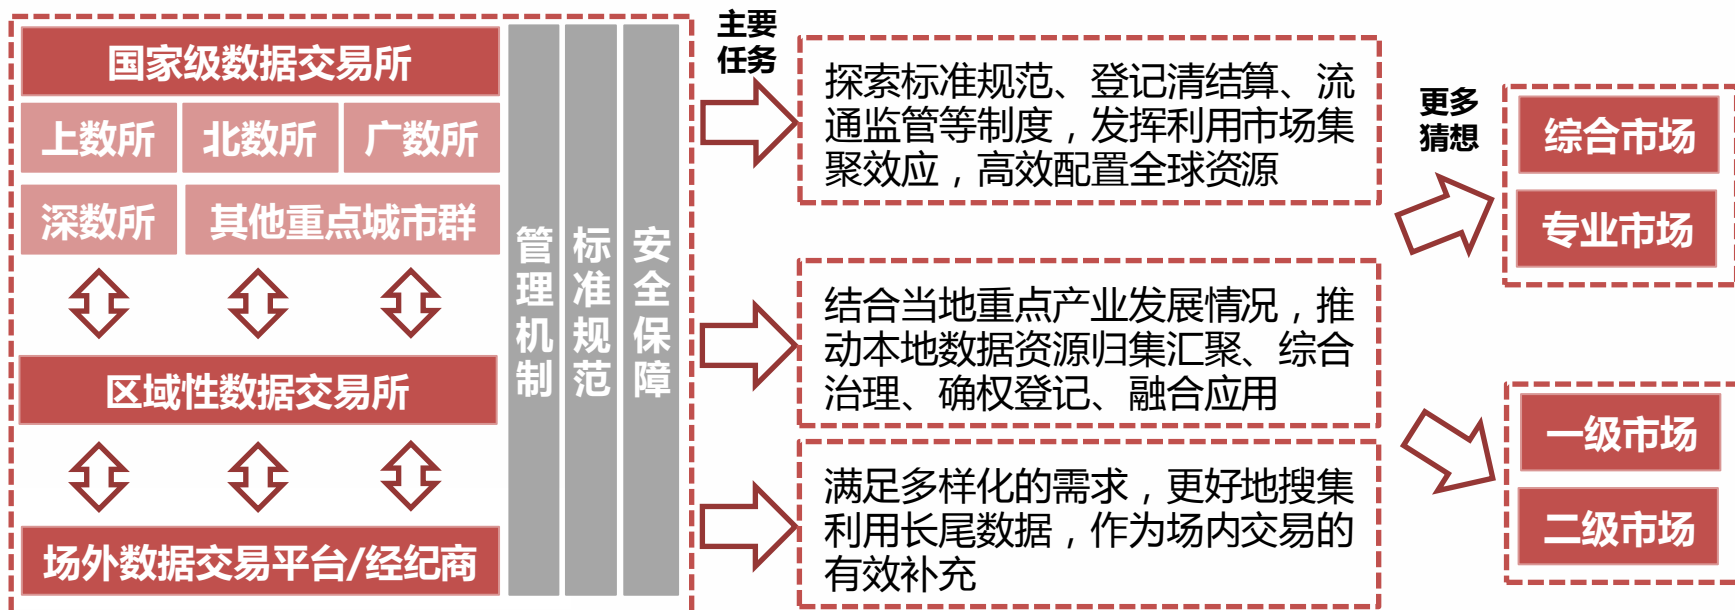 国家级数据交易所
上数所
北数所
广数所
深数所
其他重点城市群
区域性数据交易所
场外数据交易平台/经纪商
管理机制
标准规范
安全保障
主要
任务
探索标准规范、登记清结算、流
通监管等制度，发挥利用市场集
聚效应，高效配置全球资源
结合当地重点产业发展情况，推
动本地数据资源归集汇聚、综合
治理、确权登记、融合应用
满足多样化的需求，更好地搜集
利用长尾数据，作为场内交易的
有效补充
更多
猜想
综合市场
专业市场
一级市场
二级市场